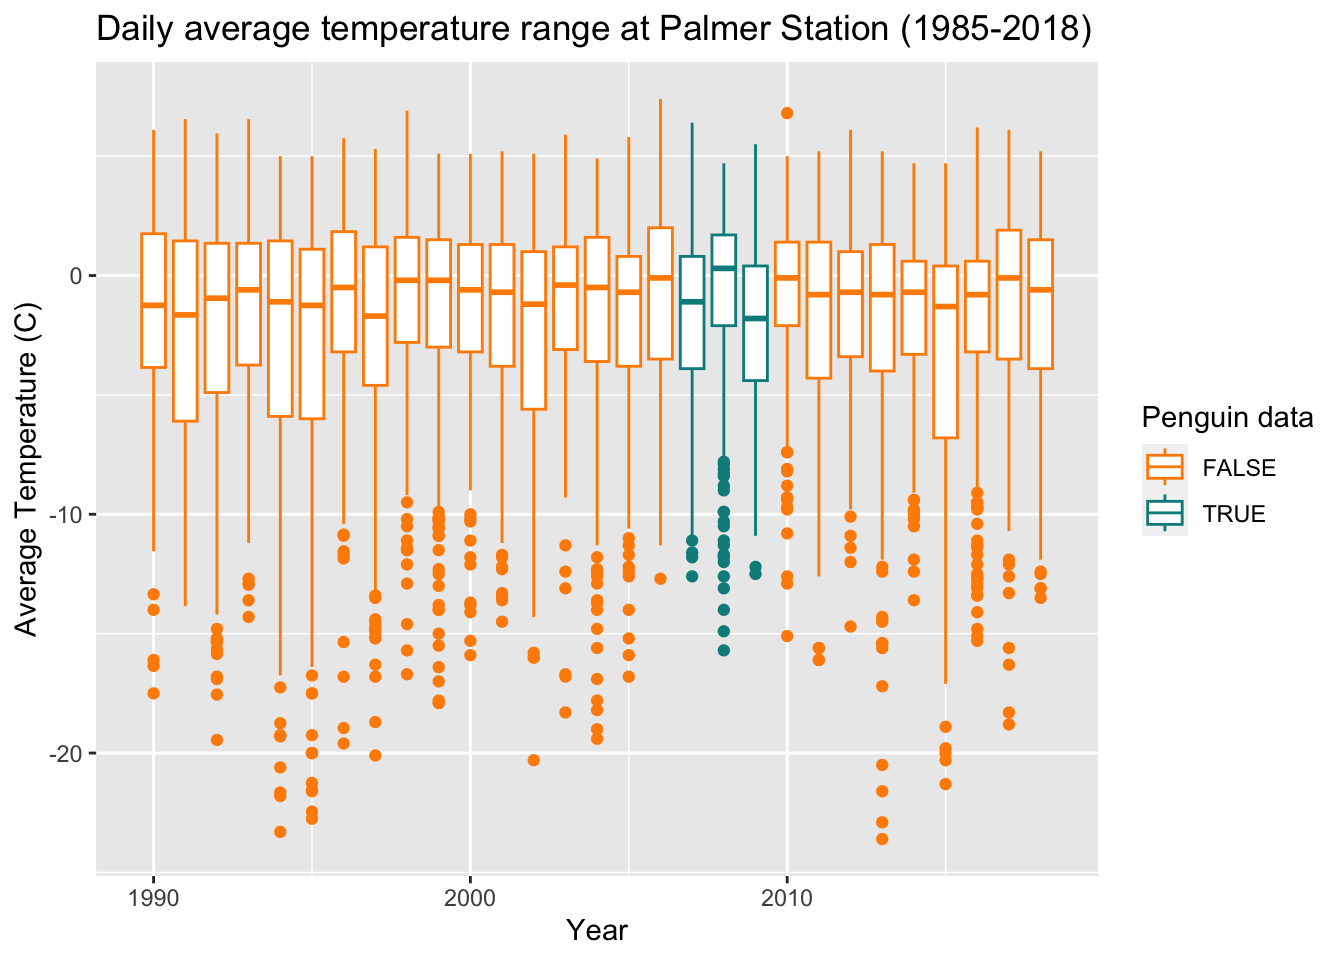 Daily average temperature range at Palmer Station (1985-2018)
Average Temperature (C)
0
-10
-20
1990
2000
2010
Year
Penguin data
FALSE
TRUE